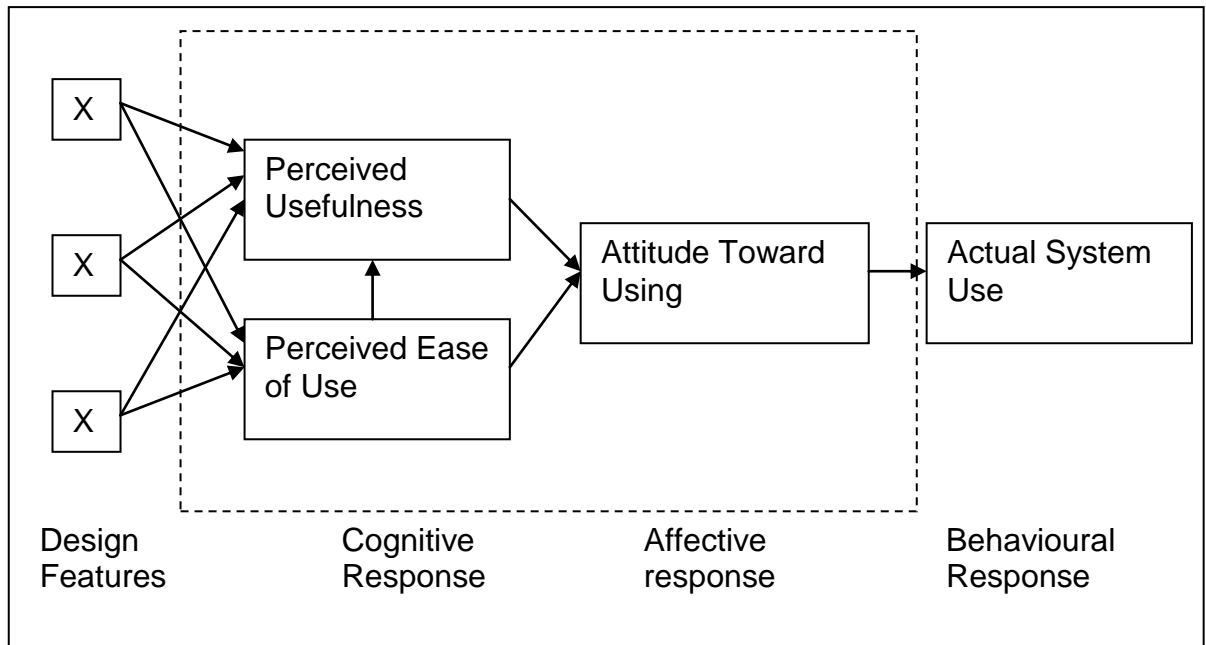 X
X
X
Perceived
Usefulness
Perceived Ease
of Use
Attitude Toward
Using
Actual System
Use
Design
Features
Cognitive
Response
Affective
response
Behavioural
Response